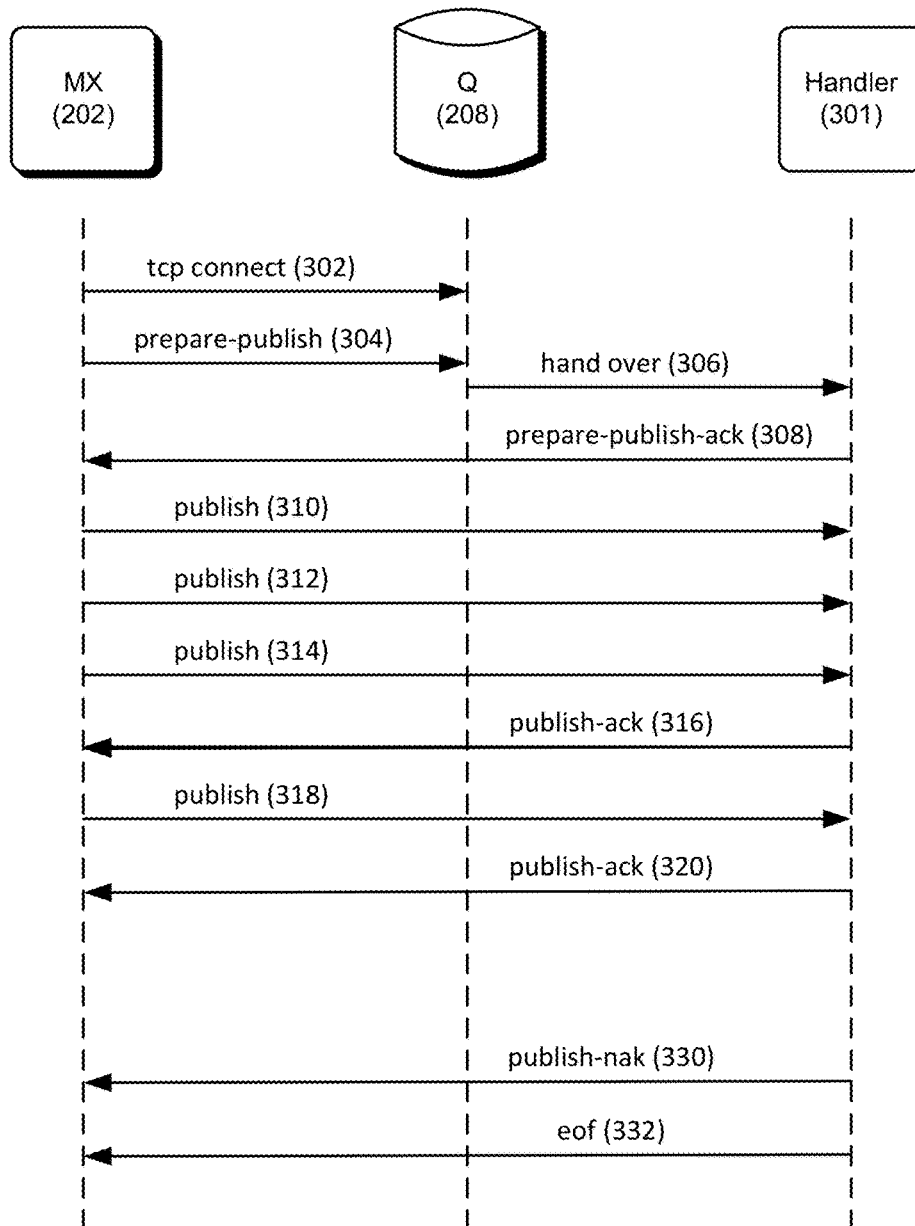 MX
(202)
Q
(208)
Handler
(301)
tcp connect (302)
prepare-publish (304)
hand over (306)
prepare-publish-ack (308)
publish (310)
publish (312)
publish (314)
publish-ack (316)
publish (318)
publish-ack (320)
publish-nak (330)
eof (332)